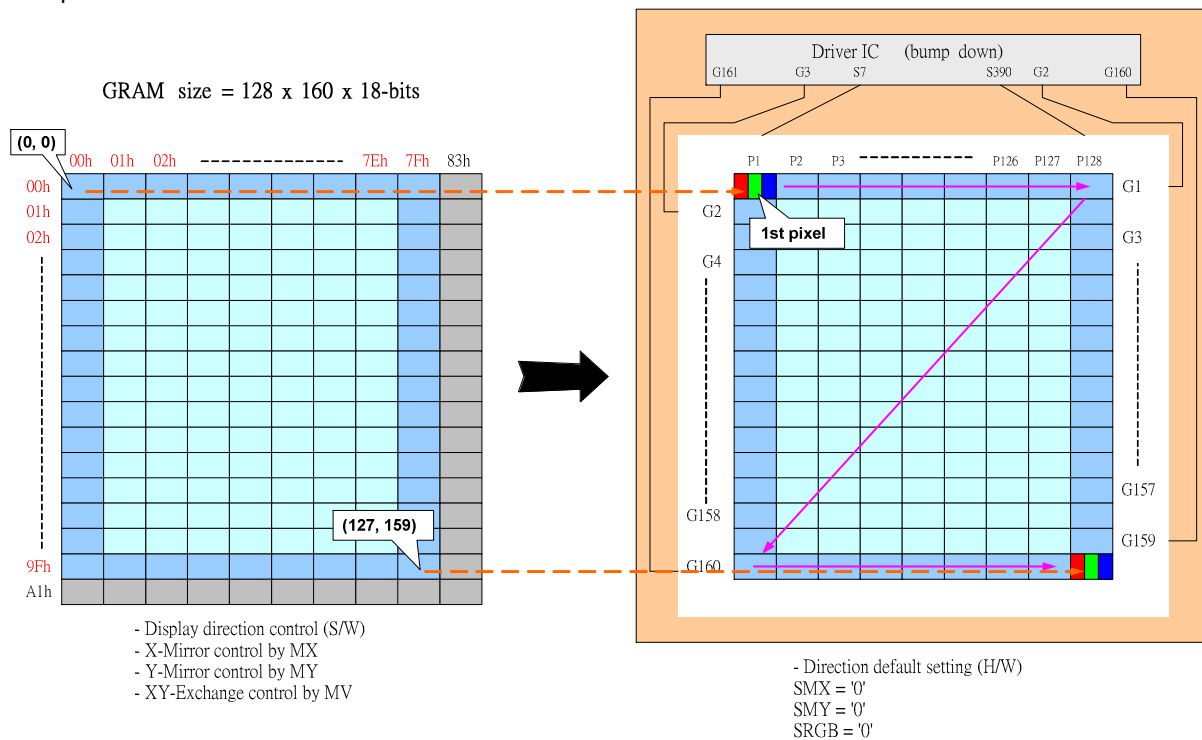 GRAM size = 128 x 160 x 18-bits
(0, 0)
00h 01h 02h 7Eh 7Fh 83h
00h
01h
02h
9Fh
A1h
(127, 159)
- Display direction control (S/W)
- X-Mirror control by MX
- Y-Mirror control by MY
- XY-Exchange control by MV
Driver IC (bump down)
G161 G3 S7 S390 G2 G160
P1 P2 P3 P126 P127 P128
G1
G2
1st pixel
G3
G4
G157
G158
G159
G160
- Direction default setting (H/W)
SMX = '0'
SMY = '0'
SRGB = '0'